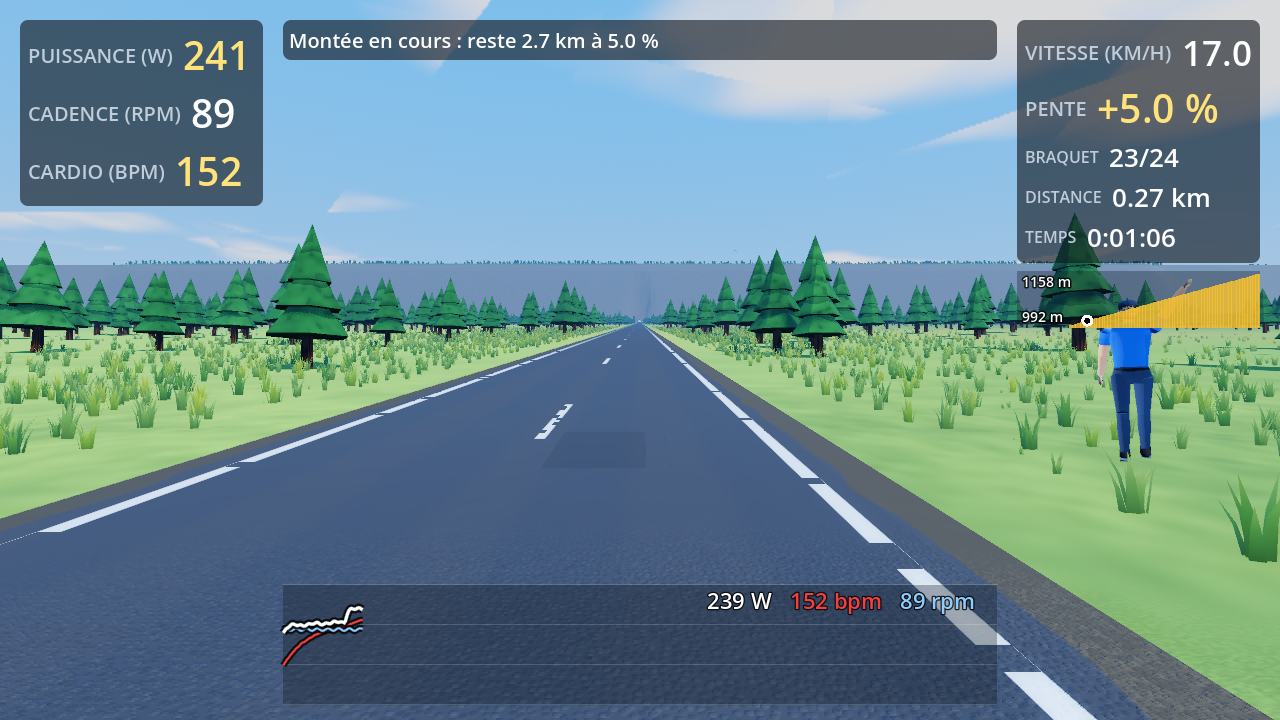 PUISSANCE (W) 241
CADENCE (RPM) 89
CARDIO (BPM) 152
Montée en cours : reste 2.7 km à 5.0 %
VITESSE (KM/H) 17.0
PENTE +5.0 %
BRAQUET 23/24
DISTANCE 0.27 km
TEMPS 0:01:06
1158 m
992 m
239 W 152 bpm 89 rpm